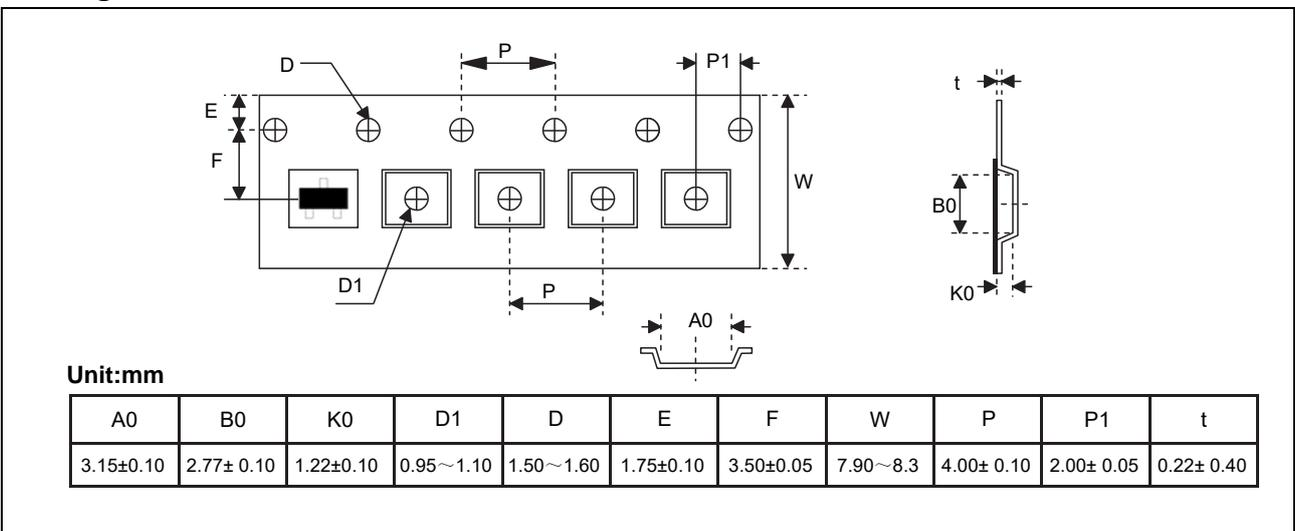 D
P
P1
t
E
F
W
B0
D1
P
K0
A0
Unit:mm
A0 B0 K0 D1 D E F W P P1 t
3.15±0.10 2.77± 0.10 1.22±0.10 0.95～1.10 1.50～1.60 1.75±0.10 3.50±0.05 7.90～8.3 4.00± 0.10 2.00± 0.05 0.22± 0.40